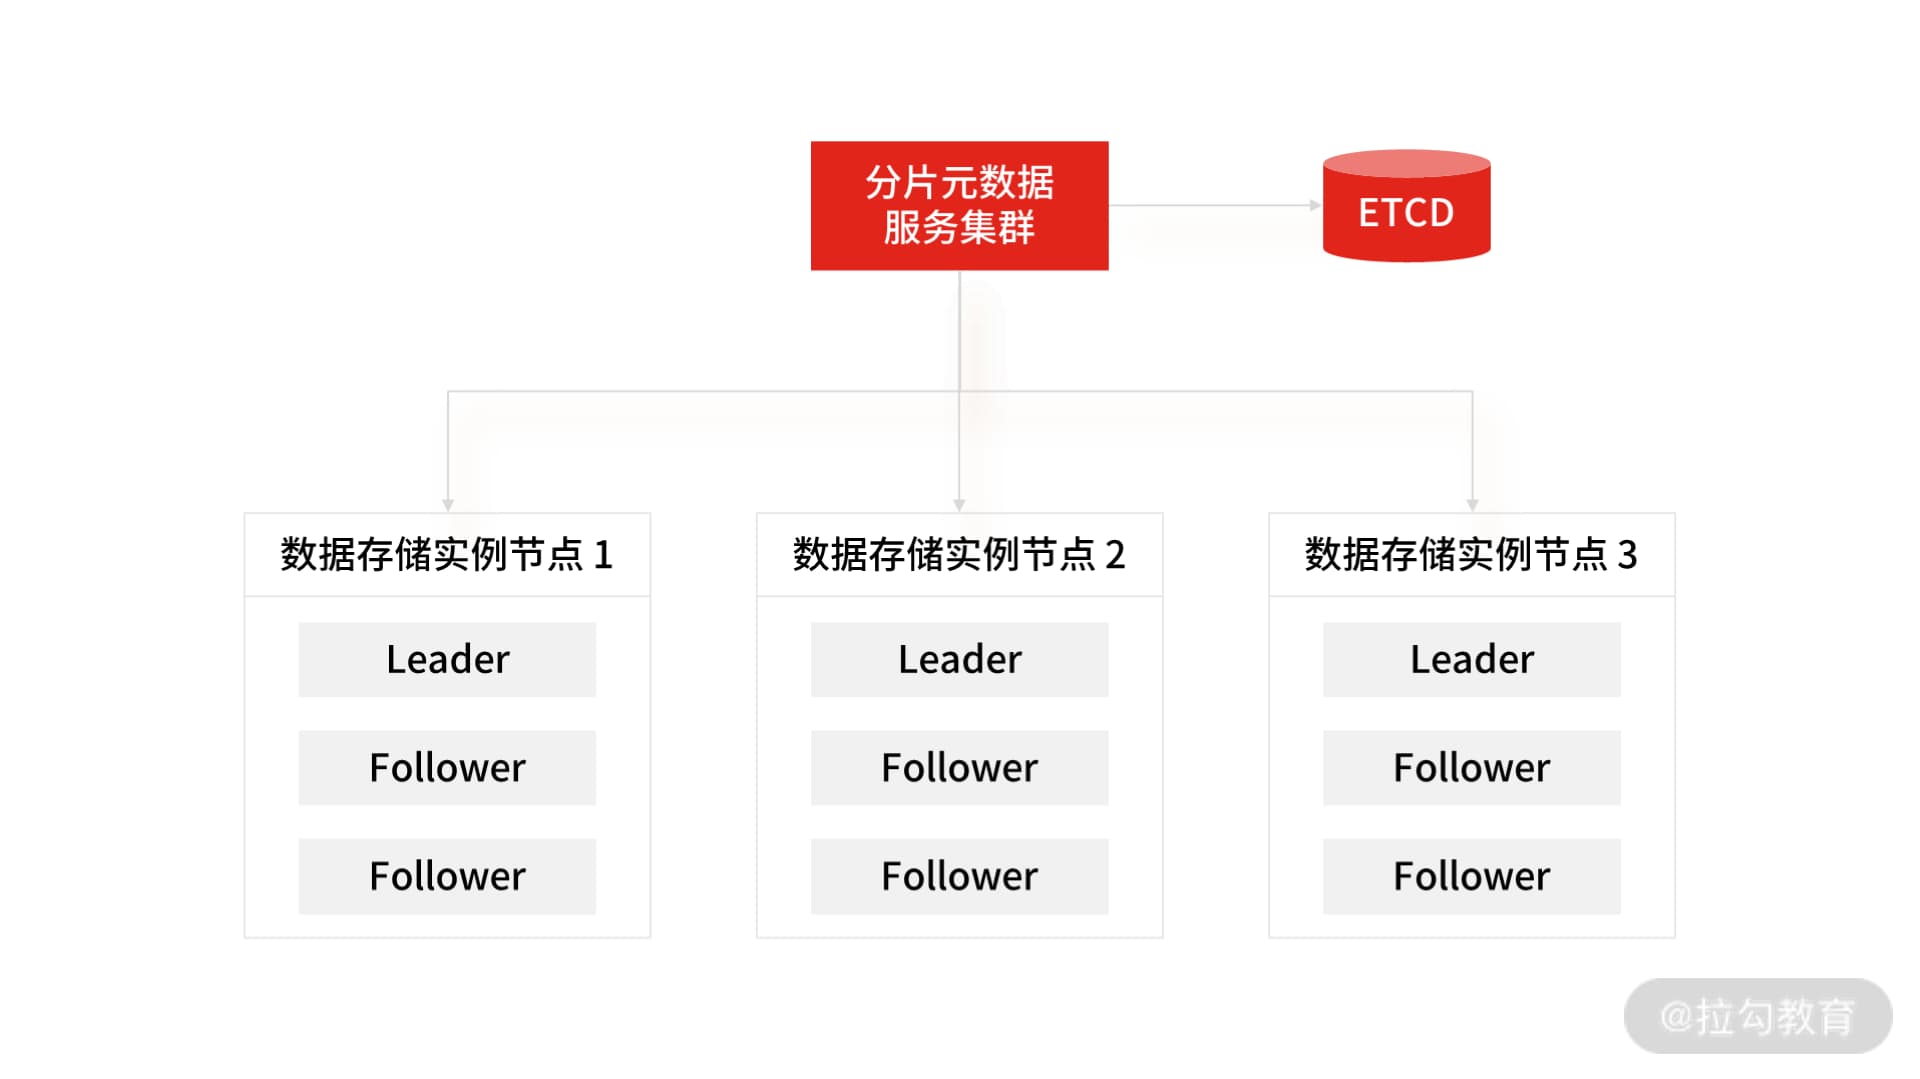 分片元数据
服务集群
ETCD
数据存储实例节点 1
Leader
Follower
Follower
数据存储实例节点 2
Leader
Follower
Follower
数据存储实例节点 3
Leader
Follower
Follower
@拉勾教育